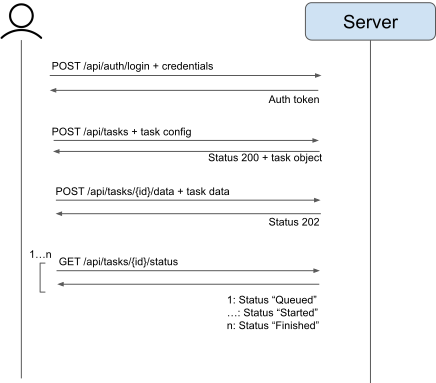 Server
POST /api/auth/login + credentials
Auth token
POST /api/tasks + task config
Status 200 + task object
POST /api/tasks/{id}/data + task data
Status 202
1…n
GET /api/tasks/{id}/status
1: Status “Queued”
…: Status “Started”
n: Status “Finished”